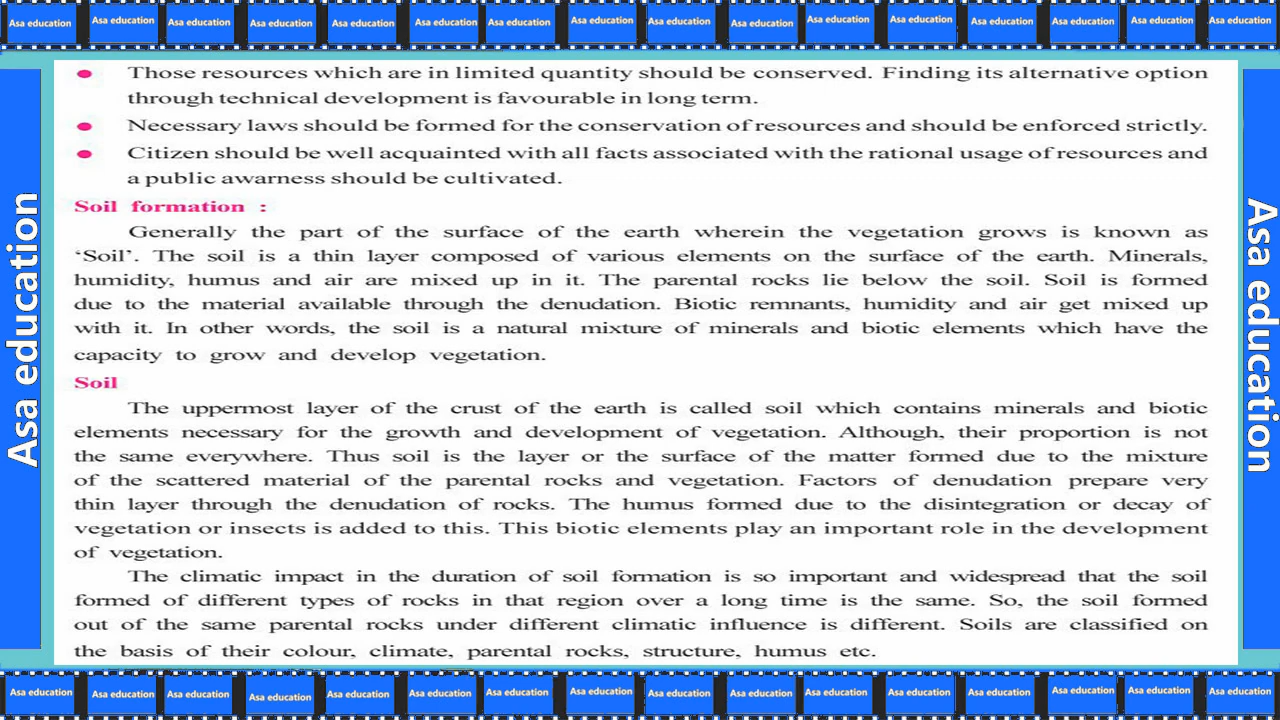 Asa education Asa education Asa education Asa education Asa education Asa education Asa education Asa education Asa education Asa education Asa education Asa education Asa education Asa education Asa education Asa education
Asa education
Those resources which are in limited quantity should be conserved. Finding its alternative option
through technical development is favourable in long term.
Necessary laws should be formed for the conservation of resources and should be enforced strictly.
Citizen should be well acquainted with all facts associated with the rational usage of resources and
a public awarness should be cultivated.
Soil formation :
Generally the part of the surface of the earth wherein the vegetation grows is known as
‘Soil’. The soil is a thin layer composed of various elements on the surface of the earth. Minerals,
humidity, humus and air are mixed up in it. The parental rocks lie below the soil. Soil is formed
due to the material available through the denudation. Biotic remnants, humidity and air get mixed up
with it. In other words, the soil is a natural mixture of minerals and biotic elements which have the
capacity to grow and develop vegetation.
Soil
The uppermost layer of the crust of the earth is called soil which contains minerals and biotic
elements necessary for the growth and development of vegetation. Although, their proportion is not
the same everywhere. Thus soil is the layer or the surface of the matter formed due to the mixture
of the scattered material of the parental rocks and vegetation. Factors of denudation prepare very
thin layer through the denudation of rocks. The humus formed due to the disintegration or decay of
vegetation or insects is added to this. This biotic elements play an important role in the development
of vegetation.
The climatic impact in the duration of soil formation is so important and widespread that the soil
formed of different types of rocks in that region over a long time is the same. So, the soil formed
out of the same parental rocks under different climatic influence is different. Soils are classified on
the basis of their colour, climate, parental rocks, structure, humus etc.
Asa education
Asa education Asa education Asa education Asa education Asa education Asa education Asa education Asa education Asa education Asa education Asa education Asa education Asa education Asa education Asa education Asa education